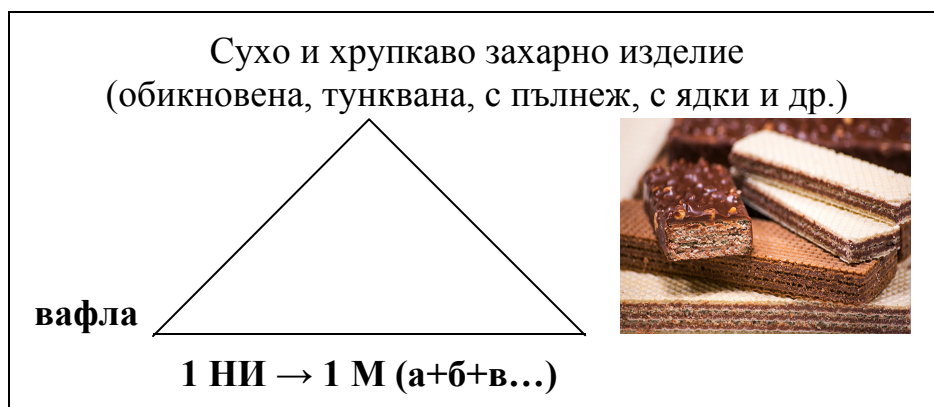 Сухо и хрупкаво захарно изделие
(обикновена, тунквана, с пълнеж, с ядки и др.)
вафла
1 НИ → 1 М (а+б+в…)